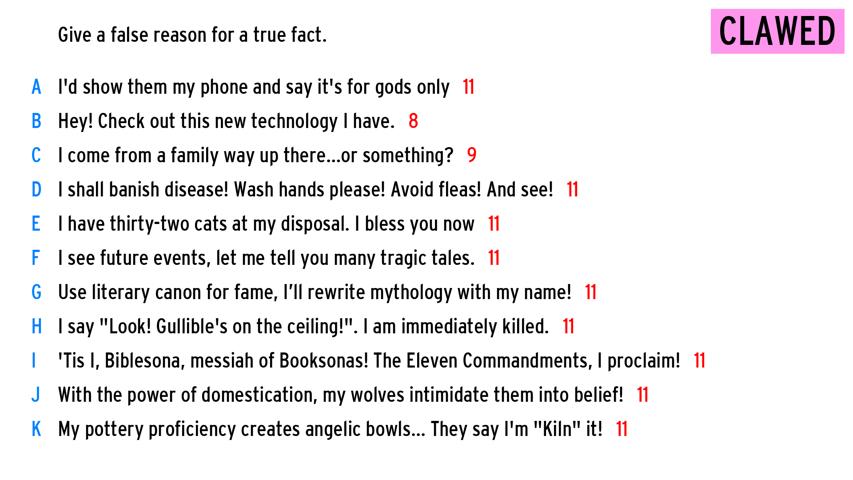 Give a false reason for a true fact.
CLAWED
A I'd show them my phone and say it's for gods only 11
B Hey! Check out this new technology I have. 8
C I come from a family way up there...or something? 9
D I shall banish disease! Wash hands please! Avoid fleas! And see! 11
E I have thirty-two cats at my disposal. I bless you now 11
F I see future events, let me tell you many tragic tales. 11
G Use literary canon for fame, I’ll rewrite mythology with my name! 11
H I say "Look! Gullible's on the ceiling!". I am immediately killed. 11
I 'Tis I, Biblesona, messiah of Booksonas! The Eleven Commandments, I proclaim! 11
J With the power of domestication, my wolves intimidate them into belief! 11
K My pottery proficiency creates angelic bowls... They say I'm "Kiln" it! 11